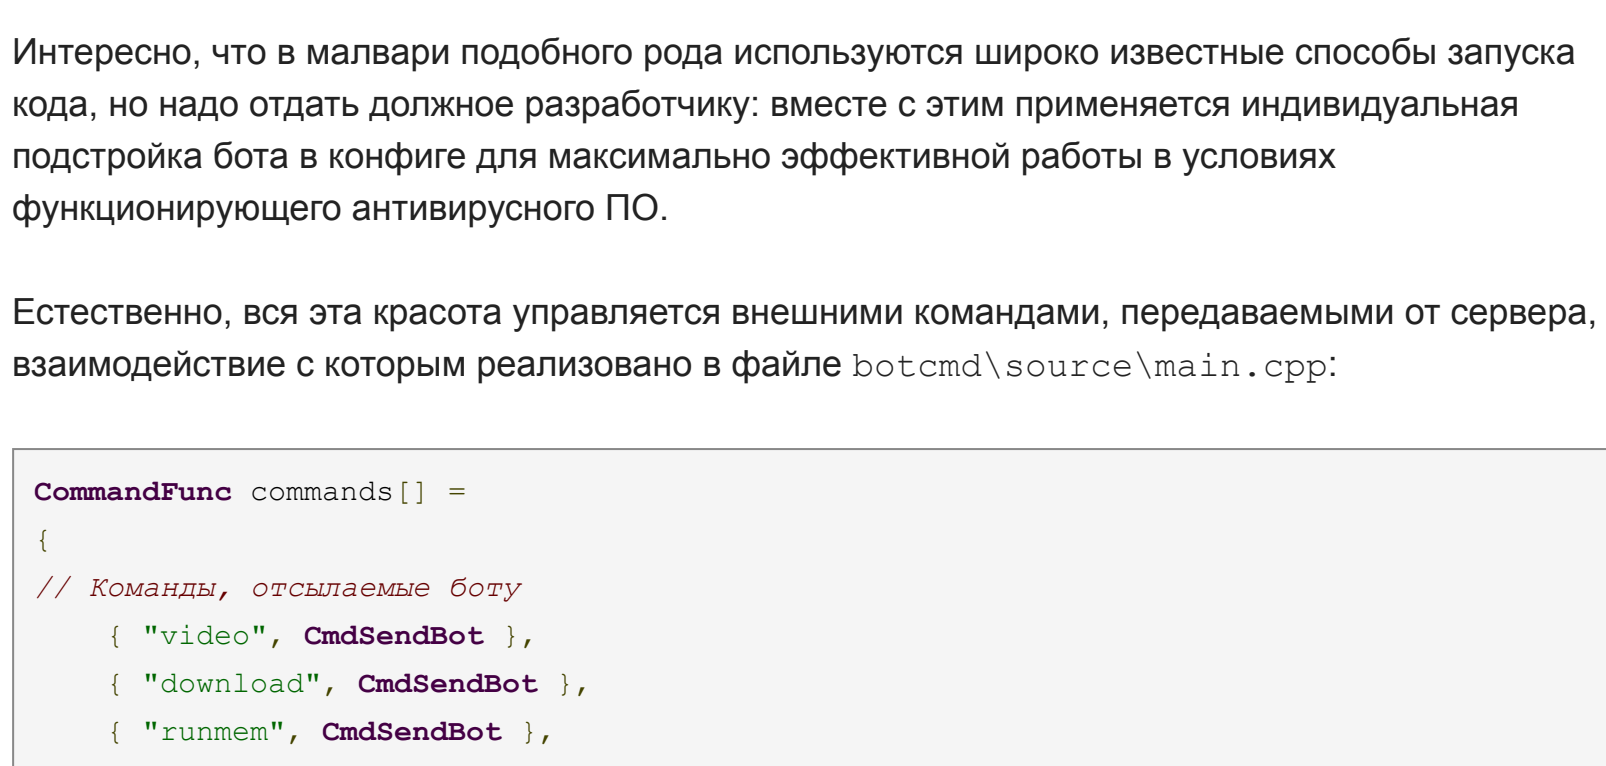 Интересно, что в малвари подобного рода используются широко известные способы запуска
кода, но надо отдать должное разработчику: вместе с этим применяется индивидуальная
подстройка бота в конфиге для максимально эффективной работы в условиях
функционирующего антивирусного ПО.
Естественно, вся эта красота управляется внешними командами, передаваемыми от сервера,
взаимодействие с которым реализовано в файле botcmd\source\main.cpp:
CommandFunc commands[] =
{
// Команды, отсылаемые боту
{ "video", CmdSendBot },
{ "download", CmdSendBot },
{ "runmem", CmdSendBot },